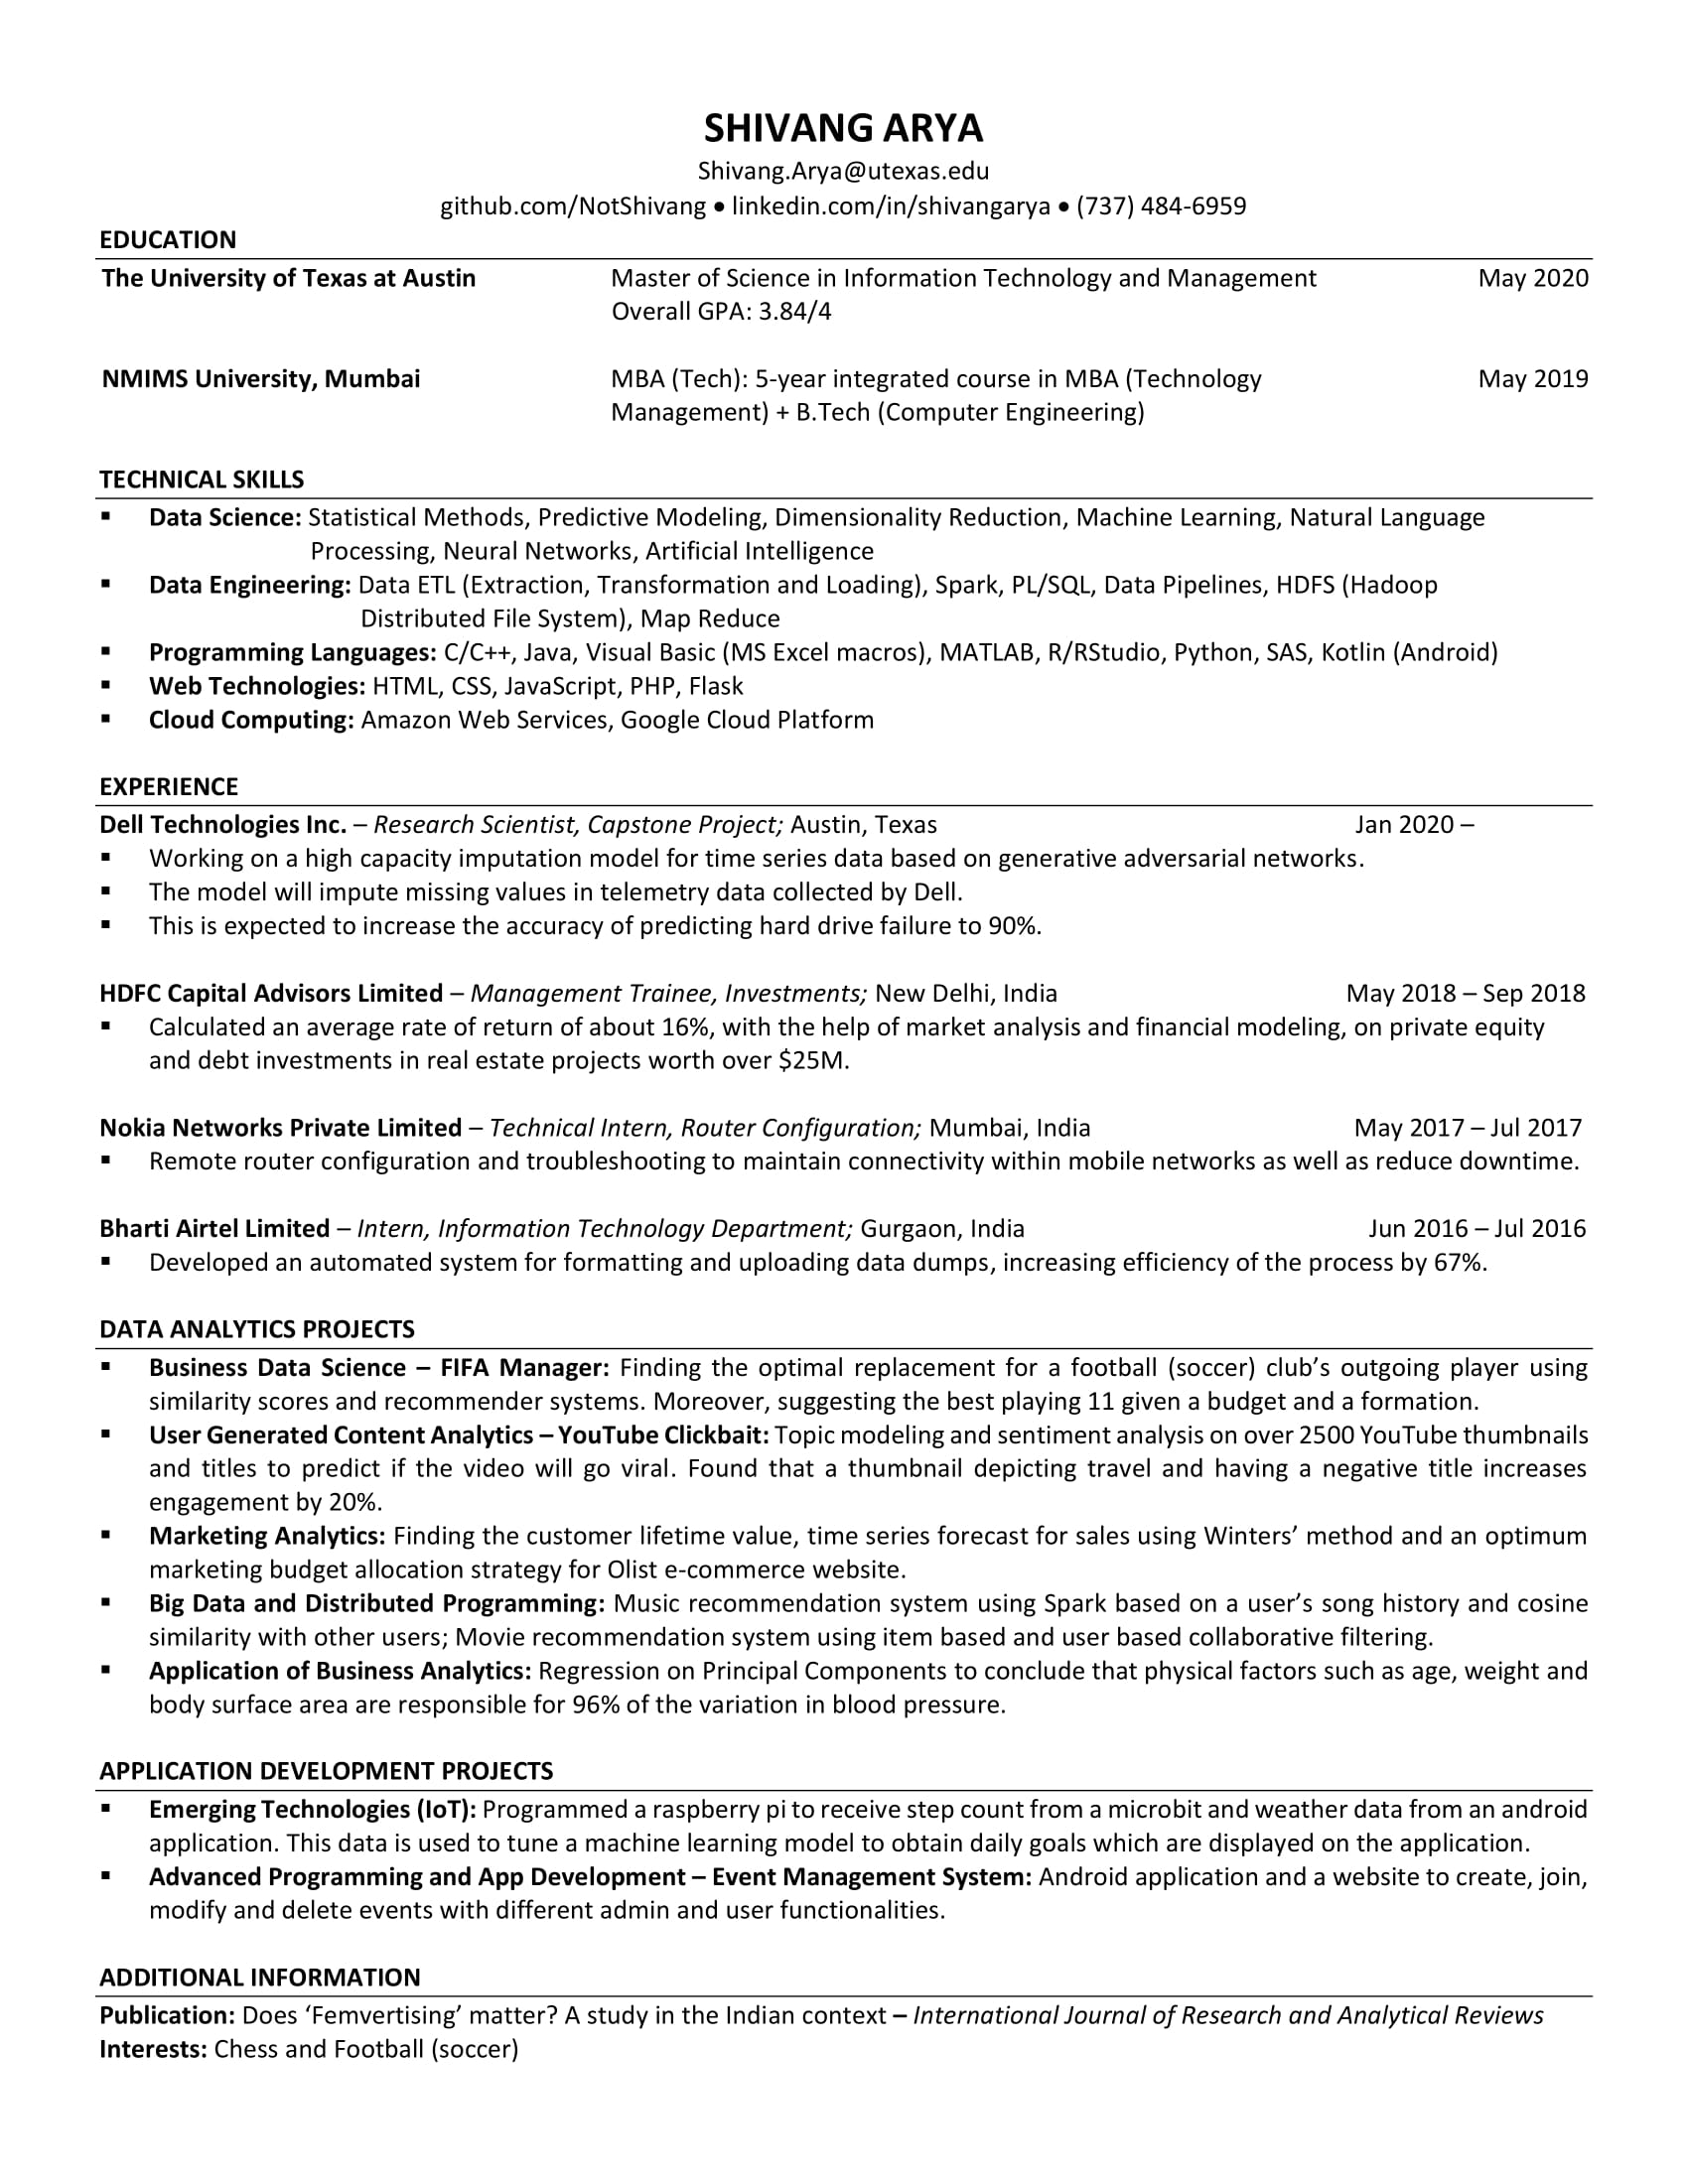 SHIVANG ARYA
Shivang.Arya@utexas.edu
github.com/NotShivang • linkedin.com/in/shivangarya • (737) 484-6959
EDUCATION
The University of Texas at Austin Master of Science in Information Technology and Management May 2020
Overall GPA: 3.84/4
NMIMS University, Mumbai MBA (Tech): 5-year integrated course in MBA (Technology May 2019
Management) + B.Tech (Computer Engineering)
TECHNICAL SKILLS
▪ Data Science: Statistical Methods, Predictive Modeling, Dimensionality Reduction, Machine Learning, Natural Language
Processing, Neural Networks, Artificial Intelligence
▪ Data Engineering: Data ETL (Extraction, Transformation and Loading), Spark, PL/SQL, Data Pipelines, HDFS (Hadoop
Distributed File System), Map Reduce
▪ Programming Languages: C/C++, Java, Visual Basic (MS Excel macros), MATLAB, R/RStudio, Python, SAS, Kotlin (Android)
▪ Web Technologies: HTML, CSS, JavaScript, PHP, Flask
▪ Cloud Computing: Amazon Web Services, Google Cloud Platform
EXPERIENCE
Dell Technologies Inc. – Research Scientist, Capstone Project; Austin, Texas Jan 2020 –
▪ Working on a high capacity imputation model for time series data based on generative adversarial networks.
▪ The model will impute missing values in telemetry data collected by Dell.
▪ This is expected to increase the accuracy of predicting hard drive failure to 90%.
HDFC Capital Advisors Limited – Management Trainee, Investments; New Delhi, India May 2018 – Sep 2018
▪ Calculated an average rate of return of about 16%, with the help of market analysis and financial modeling, on private equity
and debt investments in real estate projects worth over $25M.
Nokia Networks Private Limited – Technical Intern, Router Configuration; Mumbai, India May 2017 – Jul 2017
▪ Remote router configuration and troubleshooting to maintain connectivity within mobile networks as well as reduce downtime.
Bharti Airtel Limited – Intern, Information Technology Department; Gurgaon, India Jun 2016 – Jul 2016
▪ Developed an automated system for formatting and uploading data dumps, increasing efficiency of the process by 67%.
DATA ANALYTICS PROJECTS
▪ Business Data Science – FIFA Manager: Finding the optimal replacement for a football (soccer) club’s outgoing player using
similarity scores and recommender systems. Moreover, suggesting the best playing 11 given a budget and a formation.
▪ User Generated Content Analytics – YouTube Clickbait: Topic modeling and sentiment analysis on over 2500 YouTube thumbnails
and titles to predict if the video will go viral. Found that a thumbnail depicting travel and having a negative title increases
engagement by 20%.
▪ Marketing Analytics: Finding the customer lifetime value, time series forecast for sales using Winters’ method and an optimum
marketing budget allocation strategy for Olist e-commerce website.
▪ Big Data and Distributed Programming: Music recommendation system using Spark based on a user’s song history and cosine
similarity with other users; Movie recommendation system using item based and user based collaborative filtering.
▪ Application of Business Analytics: Regression on Principal Components to conclude that physical factors such as age, weight and
body surface area are responsible for 96% of the variation in blood pressure.
APPLICATION DEVELOPMENT PROJECTS
▪ Emerging Technologies (IoT): Programmed a raspberry pi to receive step count from a microbit and weather data from an android
application. This data is used to tune a machine learning model to obtain daily goals which are displayed on the application.
▪ Advanced Programming and App Development – Event Management System: Android application and a website to create, join,
modify and delete events with different admin and user functionalities.
ADDITIONAL INFORMATION
Publication: Does ‘Femvertising’ matter? A study in the Indian context – International Journal of Research and Analytical Reviews
Interests: Chess and Football (soccer)